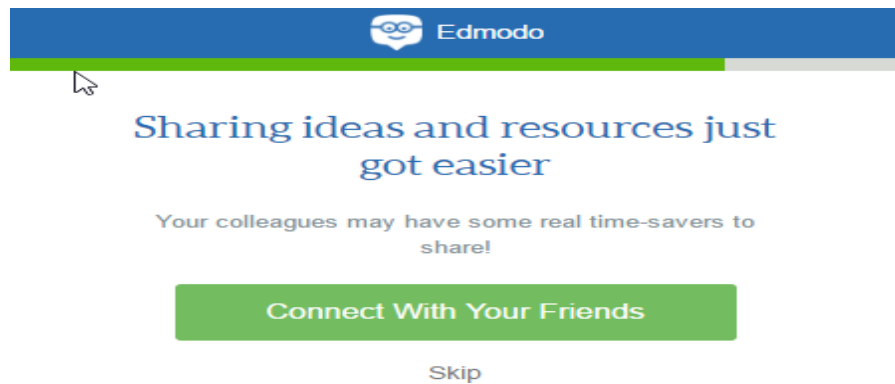 Edmodo
Sharing ideas and resources just
got easier
Your colleagues may have some real time-savers to
share!
Connect With Your Friends
Skip